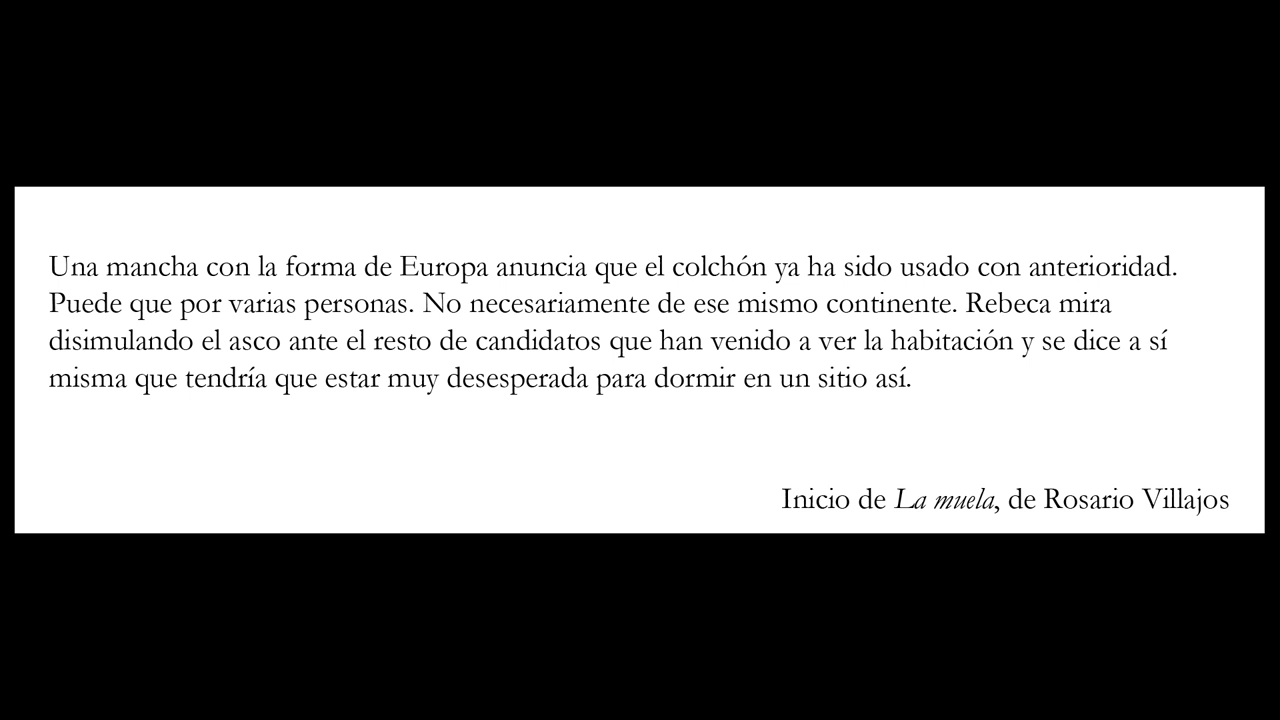 Una mancha con la forma de Europa anuncia que el colchón ya ha sido usado con anterioridad.
Puede que por varias personas. No necesariamente de ese mismo continente. Rebeca mira
disimulando el asco ante el resto de candidatos que han venido a ver la habitación y se dice a sí
misma que tendría que estar muy desesperada para dormir en un sitio así.
Inicio de La muela, de Rosario Villajos